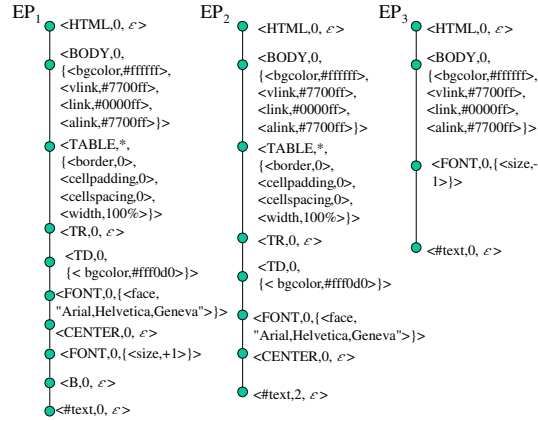 EP1
<HTML,0, ε>
<BODY,0,
{<bgcolor,#ffffff>,
<vlink,#7700ff>,
<link,#0000ff>,
<alink,#7700ff>}>
<TABLE,*,
{<border,0>,
<cellpadding,0>,
<cellspacing,0>,
<width,100%>}>
<TR,0, ε>
<TD,0,
{< bgcolor,#fff0d0>}>
<FONT,0,{<face,
"Arial,Helvetica,Geneva">}>
<CENTER,0, ε>
<FONT,0,{<size,+1>}>
<B,0, ε>
<#text,0, ε>
EP2
<HTML,0, ε>
<BODY,0,
{<bgcolor,#ffffff>,
<vlink,#7700ff>,
<link,#0000ff>,
<alink,#7700ff>}>
<TABLE,*,
{<border,0>,
<cellpadding,0>,
<cellspacing,0>,
<width,100%>}>
<TR,0, ε>
<TD,0,
{< bgcolor,#fff0d0>}>
<FONT,0,{<face,
"Arial,Helvetica,Geneva">}>
<CENTER,0, ε>
<#text,2, ε>
EP3
<HTML,0, ε>
<BODY,0,
{<bgcolor,#ffffff>,
<vlink,#7700ff>,
<link,#0000ff>,
<alink,#7700ff>}>
<FONT,0,{<size,-
1>}>
<#text,0, ε>